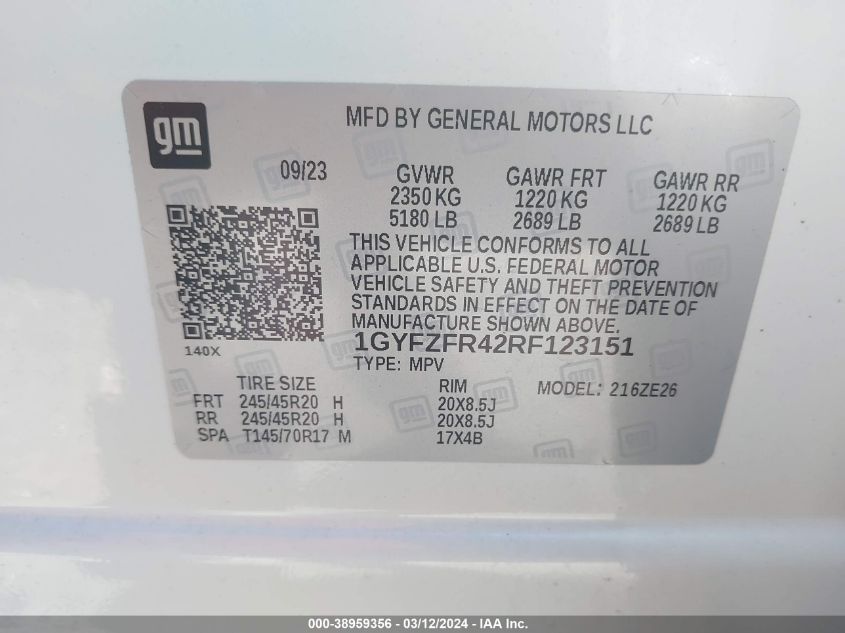 gm
MFD BY GENERAL MOTORS LLC
09/23 GVWR GAWR FRT GAWR RR
2350 KG 1220 KG 1220 KG
5180 LB 2689 LB 2689 LB
THIS VEHICLE CONFORMS TO ALL
APPLICABLE U.S. FEDERAL MOTOR
VEHICLE SAFETY AND THEFT PREVENTION
STANDARDS IN EFFECT ON THE DATE OF
MANUFACTURE SHOWN ABOVE.
140X
1GYFZFR42RF123151
TYPE: MPV
TIRE SIZE RIM MODEL: 216ZE26
FRT 245/45R20 H 20X8.5J
RR 245/45R20 H 20X8.5J
SPA T145/70R17 M 17X4B
000-38959356 - 03/12/2024 - IAA Inc.